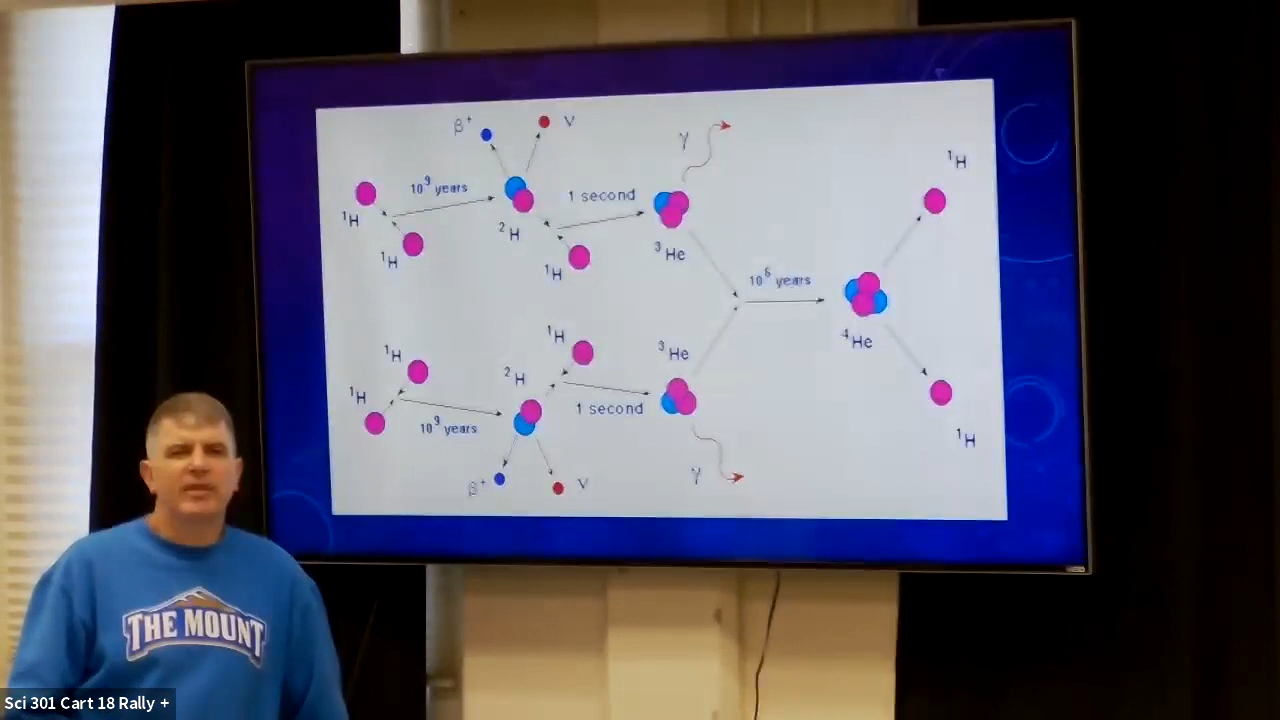 β⁺
ν
γ
¹H
10⁹ years
1 second
¹H
²H
³He
¹H
¹H
10⁶ years
¹H
³He
⁴He
¹H
²H
¹H
1 second
10⁹ years
¹H
β⁺
ν
γ
THE MOUNT
Sci 301 Cart 18 Rally +